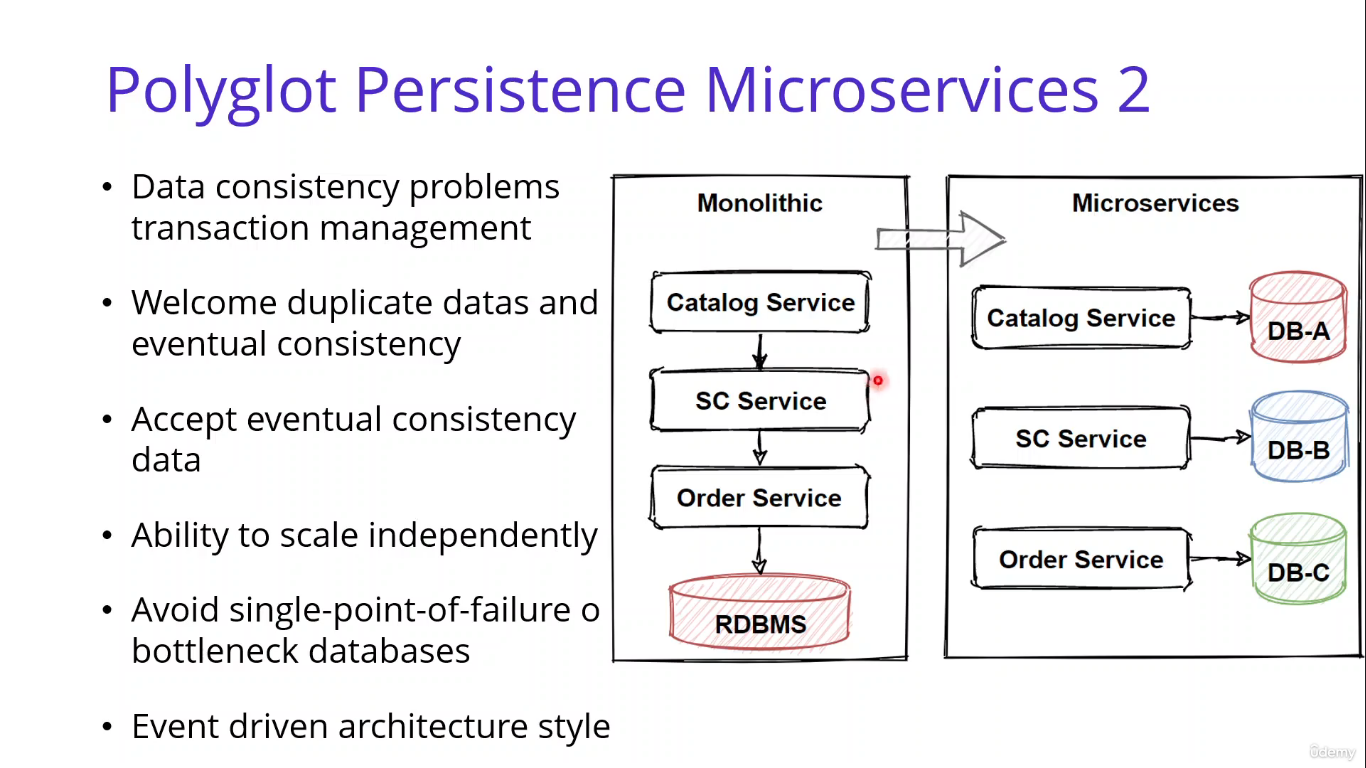 Polyglot Persistence Microservices 2
• Data consistency problems
transaction management
• Welcome duplicate datas and
eventual consistency
• Accept eventual consistency
data
• Ability to scale independently
• Avoid single-point-of-failure o
bottleneck databases
• Event driven architecture style
Monolithic
Catalog Service
SC Service
Order Service
RDBMS
Microservices
Catalog Service
DB-A
SC Service
DB-B
Order Service
DB-C
ûdemy